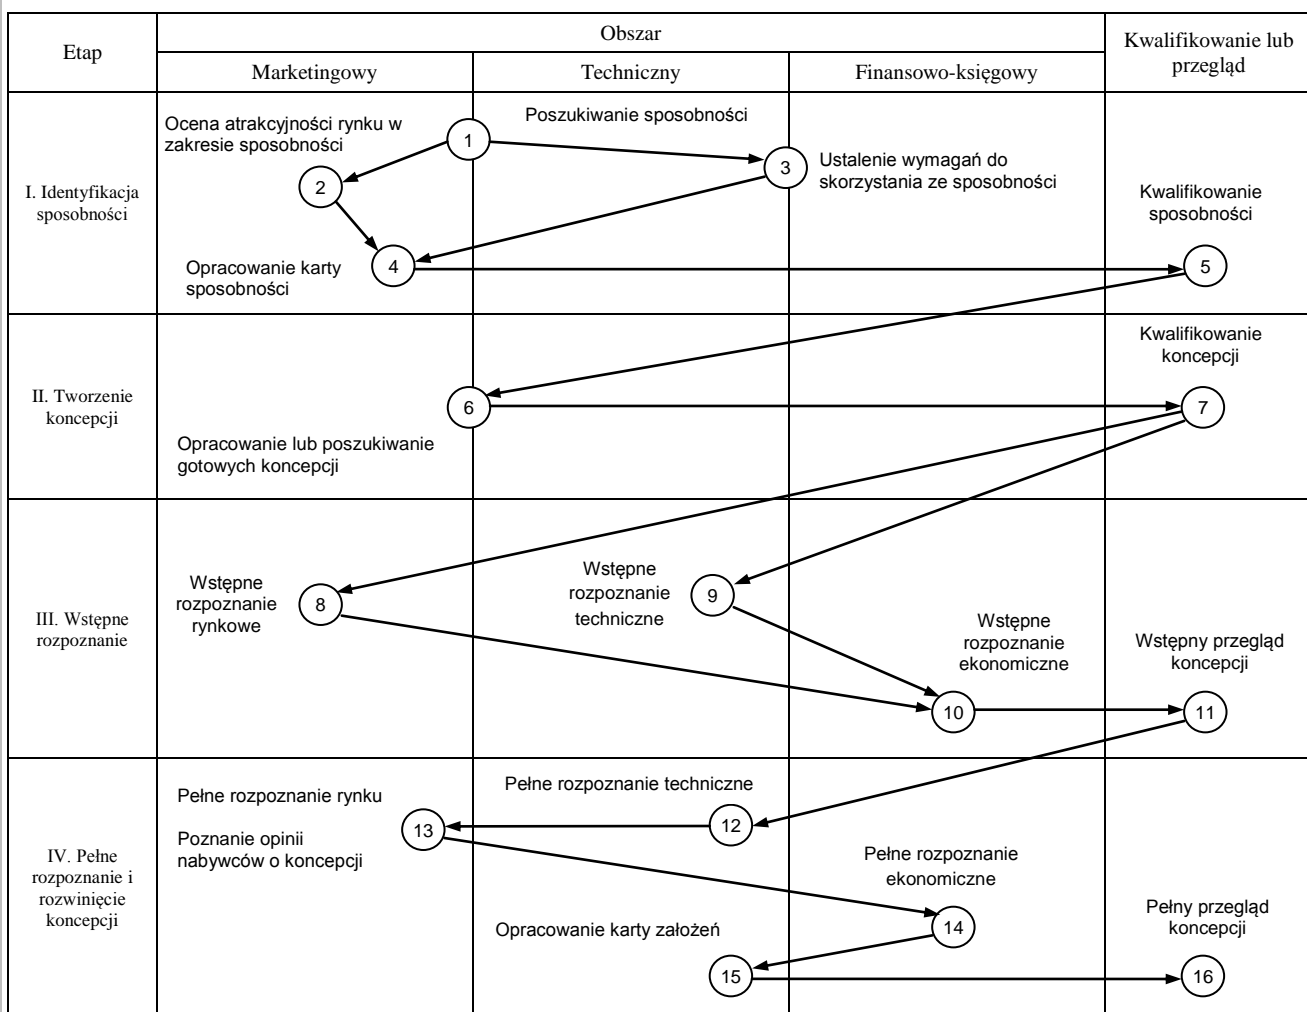 Etap
Obszar
Kwalifikowanie lub
przegląd
Marketingowy
Techniczny
Finansowo-księgowy
I. Identyfikacja
sposobności
Ocena atrakcyjności rynku w
zakresie sposobności
1
Poszukiwanie sposobności
2
3
Ustalenie wymagań do
skorzystania ze sposobności
Opracowanie karty
sposobności
4
Kwalifikowanie
sposobności
5
II. Tworzenie
koncepcji
6
Opracowanie lub poszukiwanie
gotowych koncepcji
Kwalifikowanie
koncepcji
7
III. Wstępne
rozpoznanie
Wstępne
rozpoznanie
rynkowe
8
Wstępne
rozpoznanie
techniczne
9
Wstępne
rozpoznanie
ekonomiczne
10
Wstępny przegląd
koncepcji
11
IV. Pełne
rozpoznanie i
rozwinięcie
koncepcji
Pełne rozpoznanie rynku
Poznanie opinii
nabywców o koncepcji
13
Pełne rozpoznanie techniczne
12
Pełne rozpoznanie
ekonomiczne
14
Opracowanie karty założeń
15
Pełny przegląd
koncepcji
16